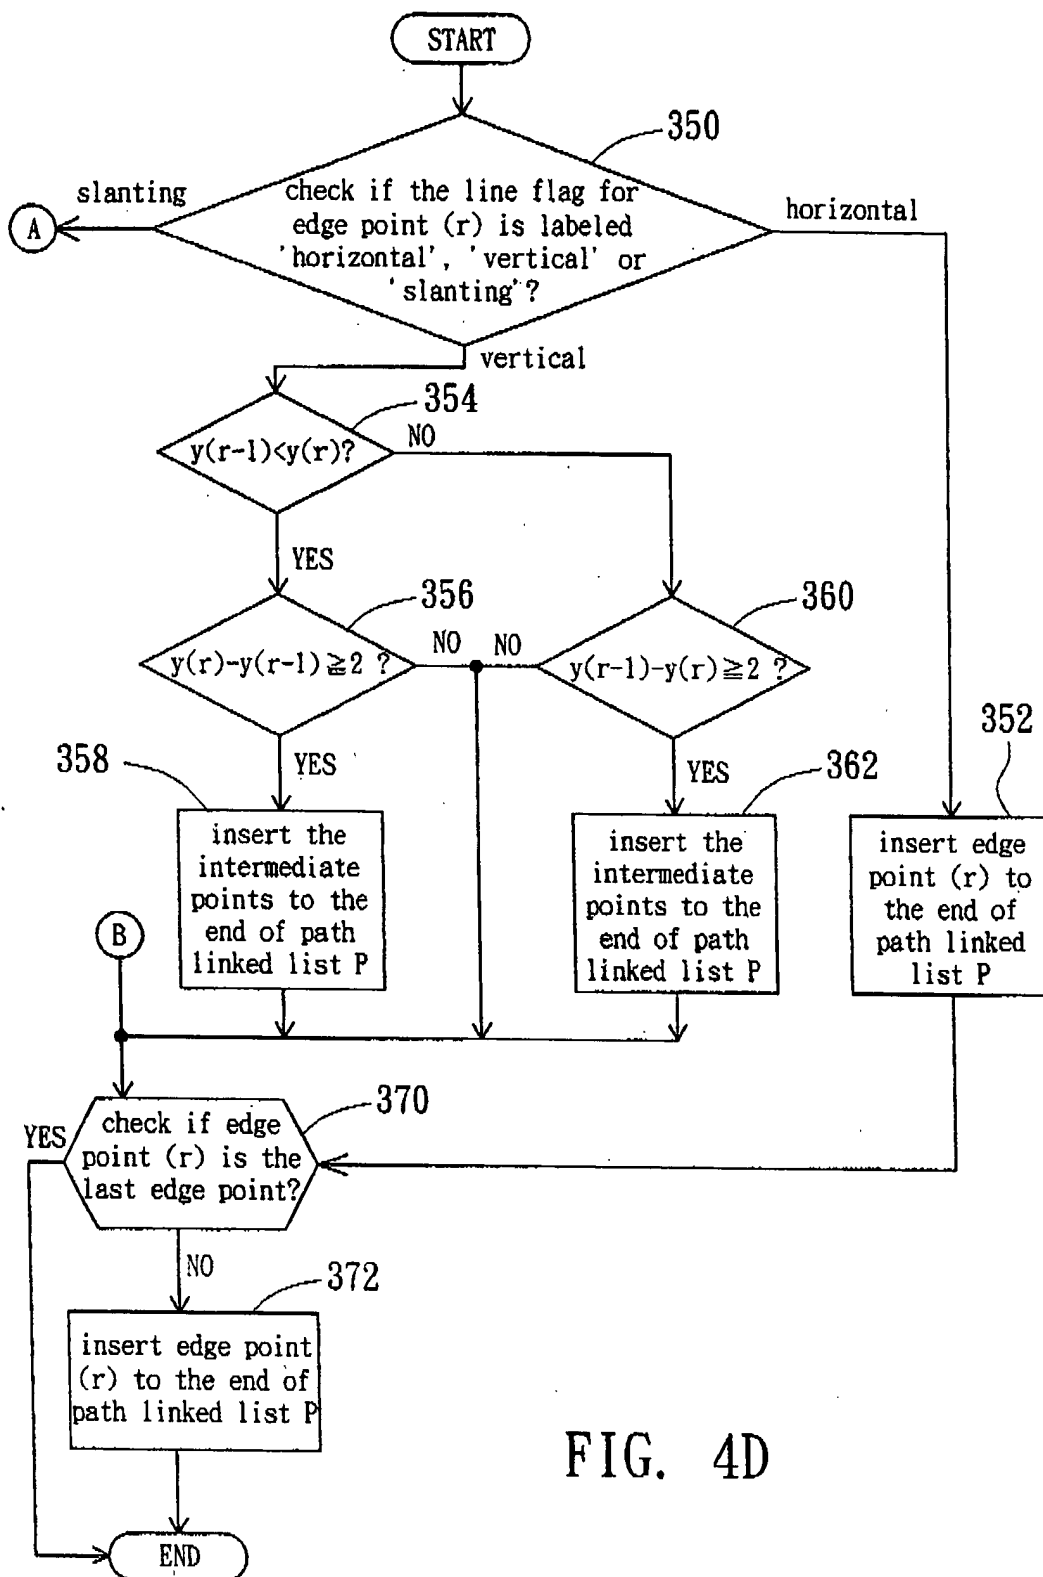 START
350
slanting
check if the line flag for
edge point (r) is labeled
'horizontal', 'vertical' or
'slanting'?
horizontal
A
vertical
354
y(r-1)<y(r)?
NO
YES
356
360
y(r)-y(r-1)≧2 ?
NO
NO
y(r-1)-y(r)≧2 ?
352
358
YES
YES
362
insert the
intermediate
points to the
end of path
linked list P
insert the
intermediate
points to the
end of path
linked list P
insert edge
point (r) to
the end of
path linked
list P
B
370
YES
check if edge
point (r) is the
last edge point?
NO
372
insert edge point
(r) to the end of
path linked list P
END
FIG. 4D